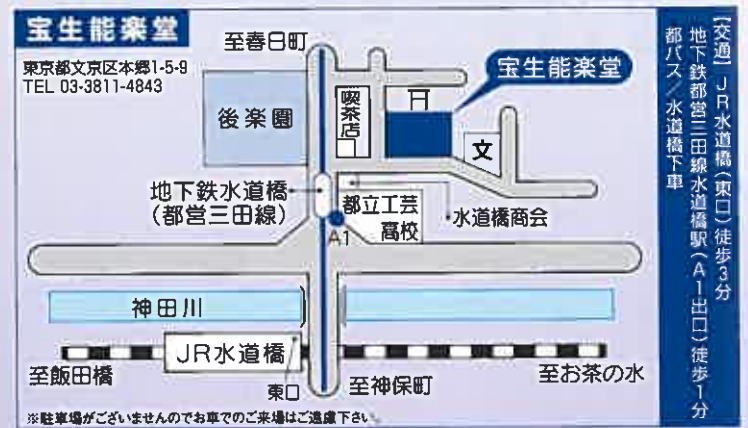 宝生能楽堂
東京都文京区本郷1-5-9
TEL 03-3811-4843
至春日町
宝生能楽堂
後楽園
喫茶店
文
地下鉄水道橋
(都営三田線)
都立工芸
高校
水道橋商会
A1
神田川
JR水道橋
至飯田橋
東口
至神保町
至お茶の水
※駐車場がございませんのでお車でのご来場はご遠慮下さい。
【交通】JR水道橋(東口)徒歩3分
地下鉄都営三田線水道橋駅(A1出口)徒歩1分
都バス/水道橋下車